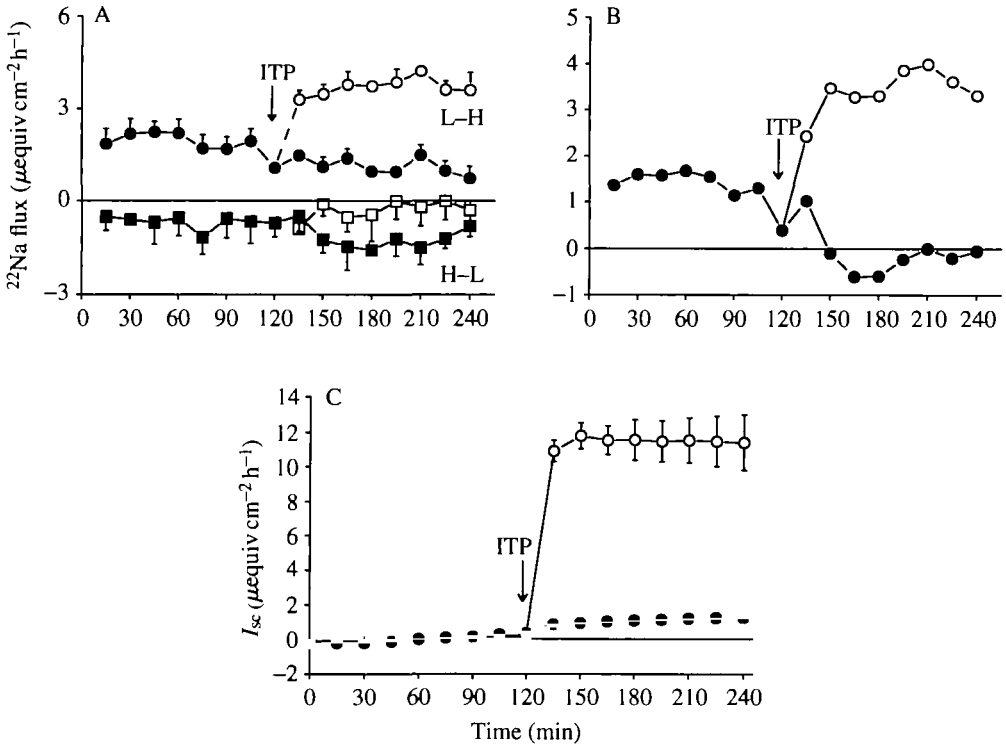 A
6
3
0
−3
²²Na flux (µequiv cm⁻² h⁻¹)
ITP
L–H
H–L
0 30 60 90 120 150 180 210 240
B
5
4
3
2
1
0
−1
ITP
0 30 60 90 120 150 180 210 240
C
14
12
10
8
6
4
2
0
−2
Isc (µequiv cm⁻² h⁻¹)
ITP
0 30 60 90 120 150 180 210 240
Time (min)